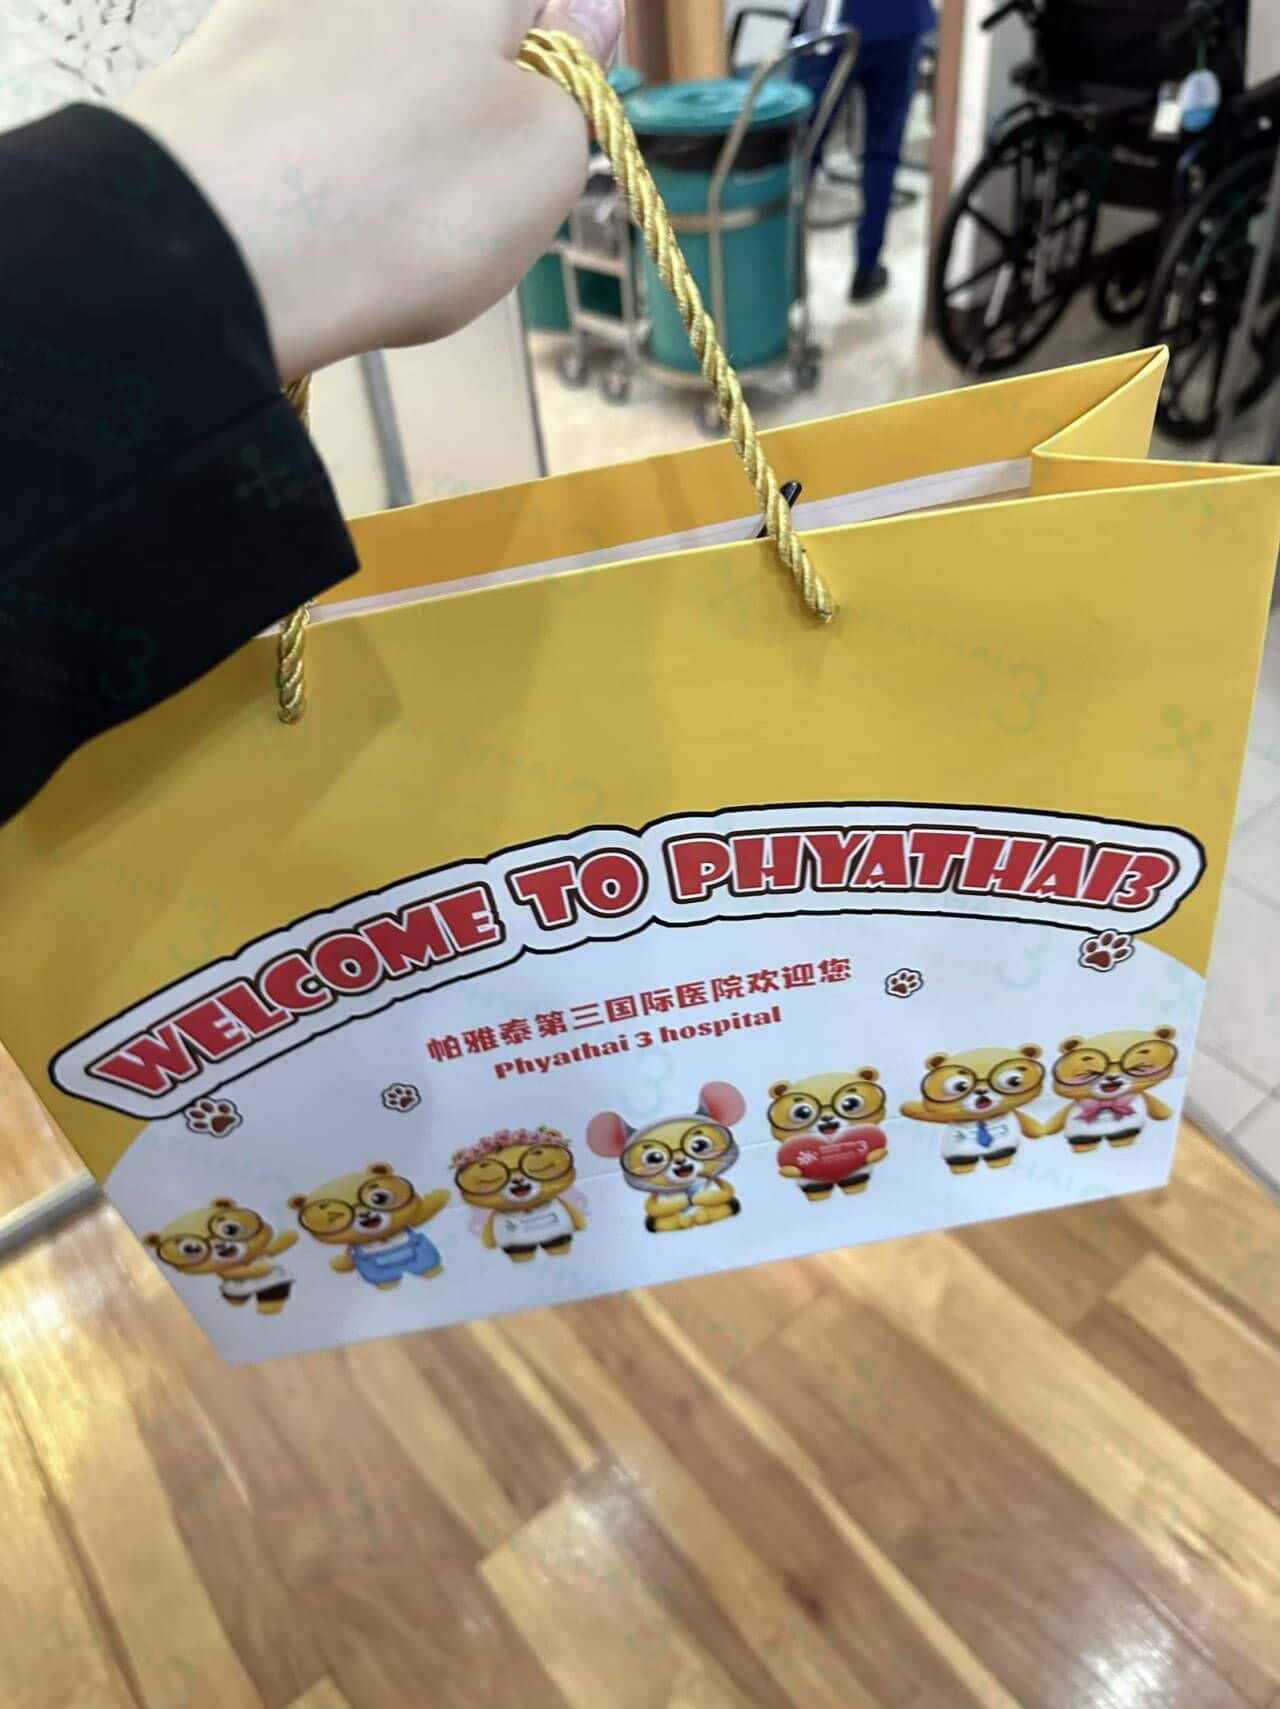 WELCOME TO PHYATHAI3
帕雅泰第三国际医院欢迎您
Phyathai 3 hospital